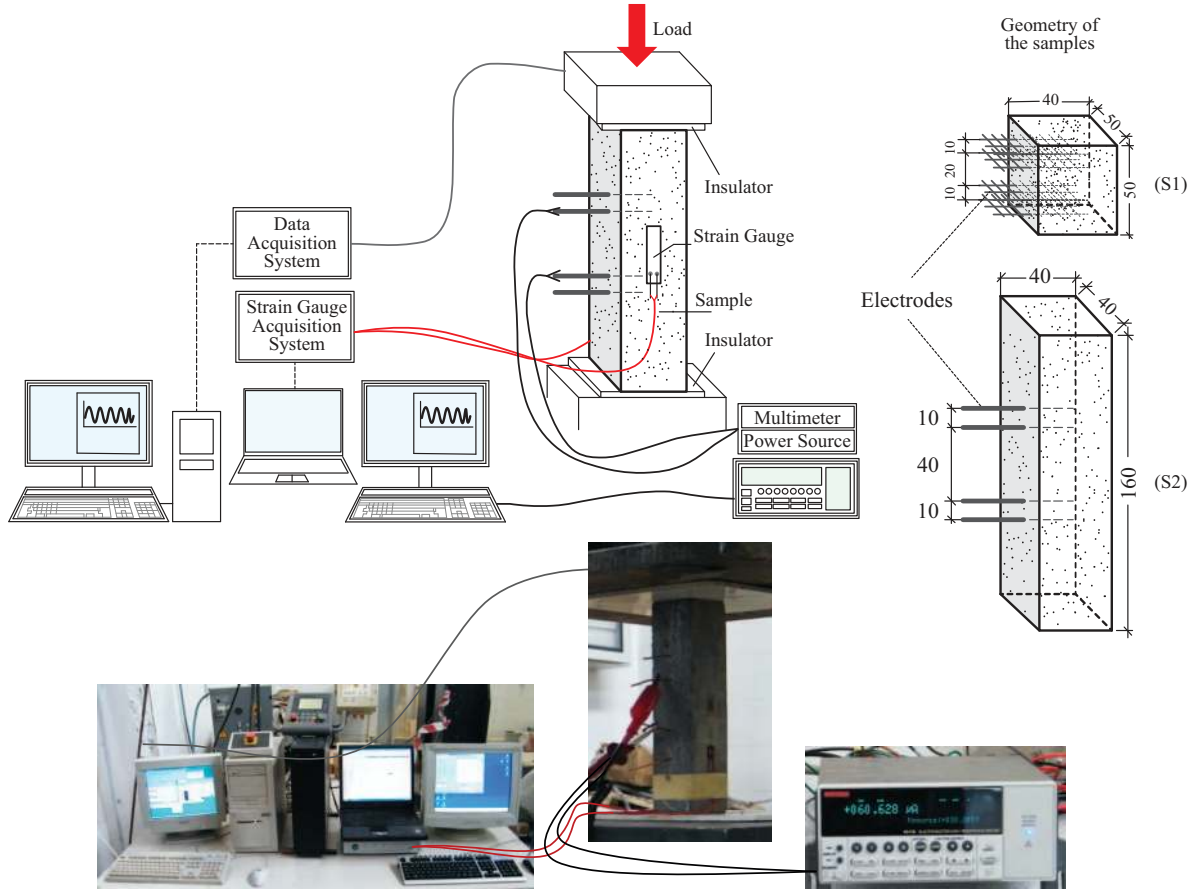 Load
Geometry of
the samples
40
50
10
20
10
50
(S1)
Insulator
Strain Gauge
Data
Acquisition
System
Sample
Strain Gauge
Acquisition
System
Insulator
Electrodes
40
40
Multimeter
Power Source
10
40
10
160
(S2)
+060.628